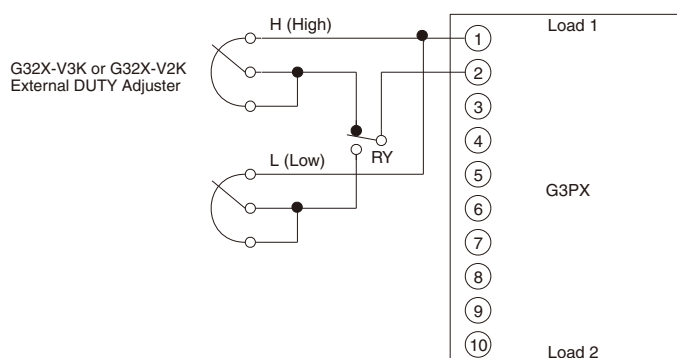 H (High)
Load 1
G32X-V3K or G32X-V2K
External DUTY Adjuster
1
2
3
4
RY
L (Low)
5
G3PX
6
7
8
9
10
Load 2